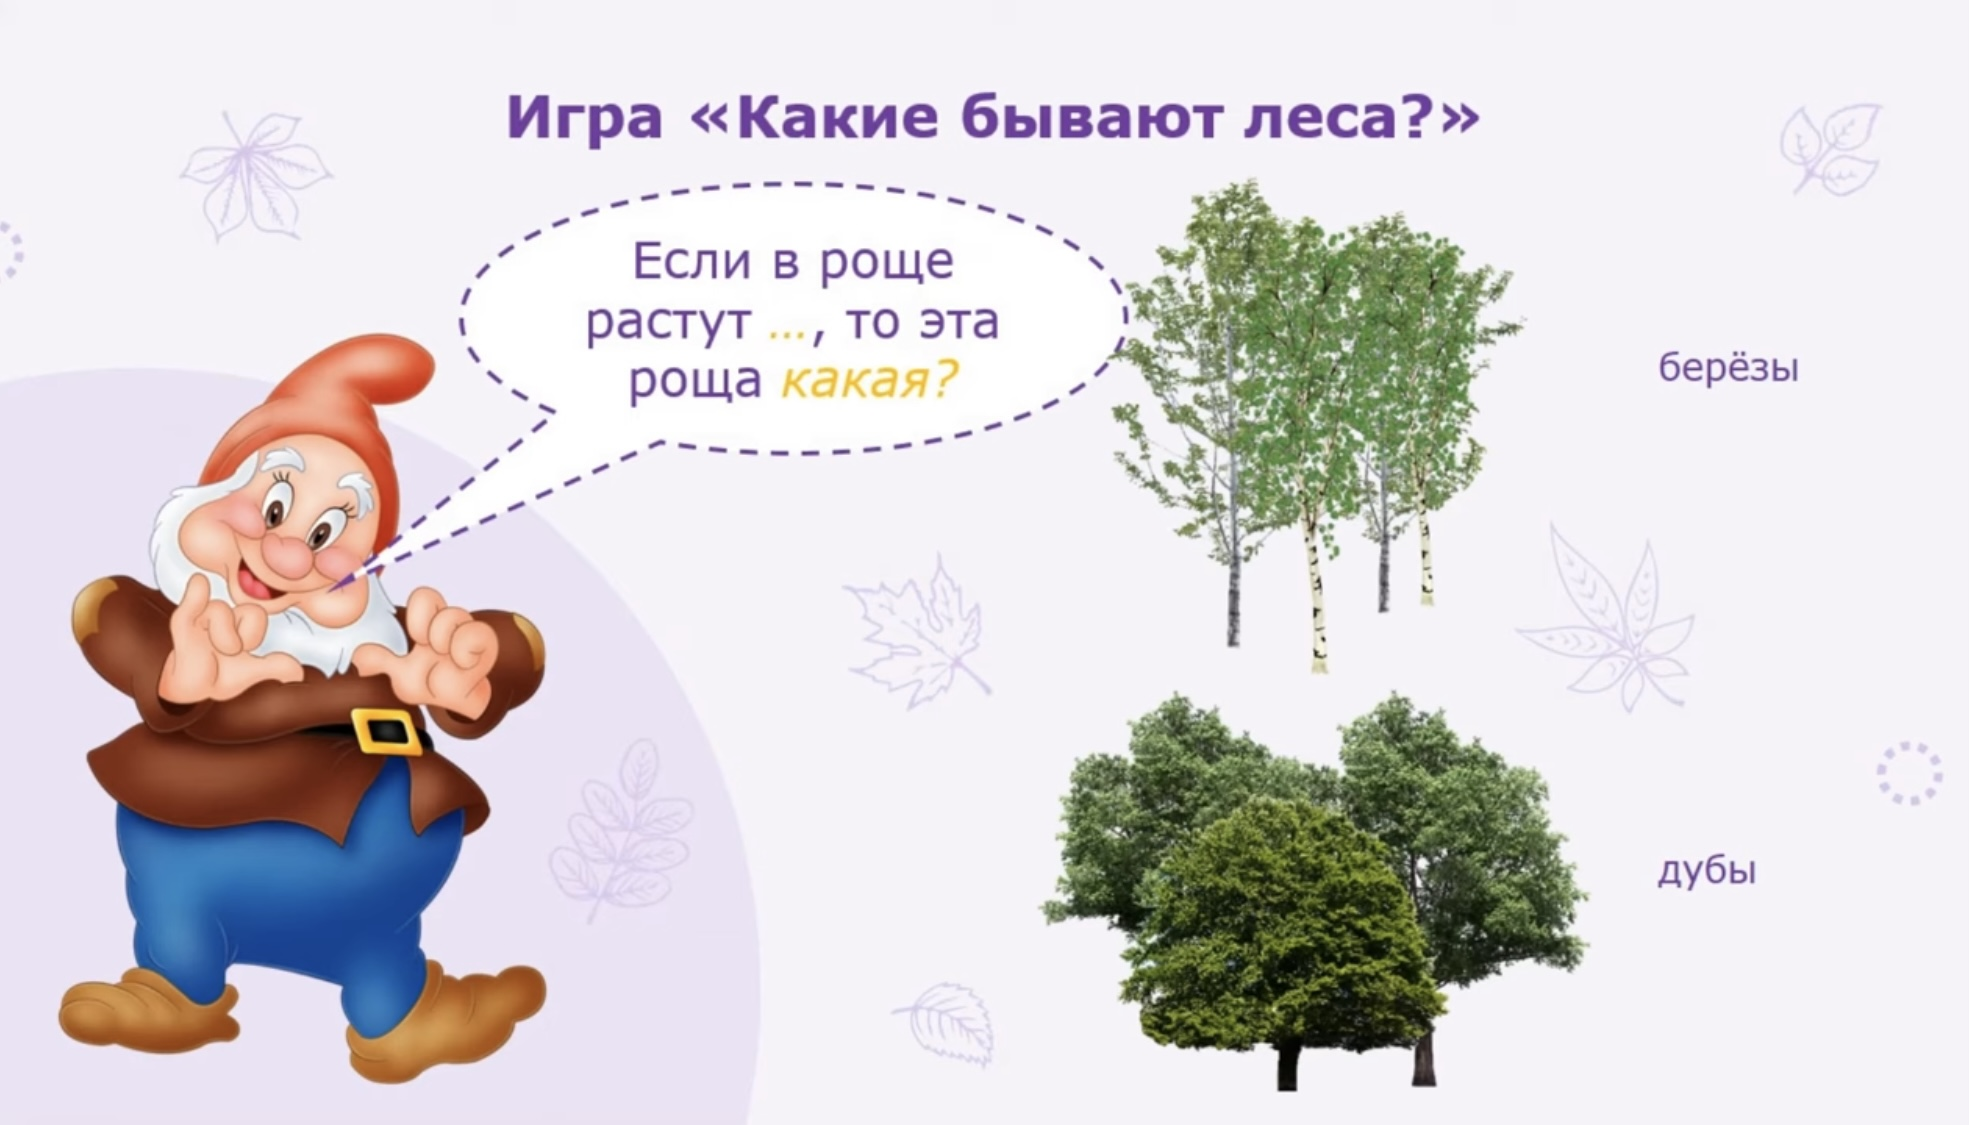 Игра «Какие бывают леса?»
Если в роще
растут ..., то эта
роща какая?
берёзы
дубы